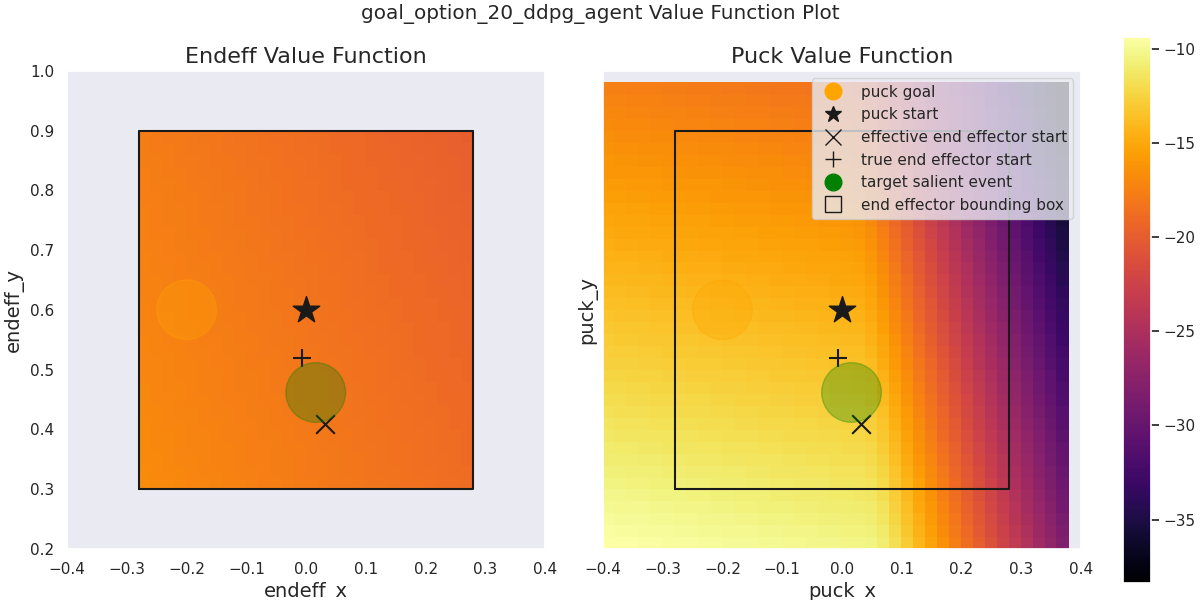 goal_option_20_ddpg_agent Value Function Plot
Endeff Value Function
1.0
0.9
0.8
0.7
0.6
0.5
0.4
0.3
0.2
endeff_y
−0.4 −0.3 −0.2 −0.1 0.0 0.1 0.2 0.3 0.4
endeff_x
Puck Value Function
puck goal
puck start
effective end effector start
true end effector start
target salient event
end effector bounding box
puck_y
−0.4 −0.3 −0.2 −0.1 0.0 0.1 0.2 0.3 0.4
puck_x
−10
−15
−20
−25
−30
−35